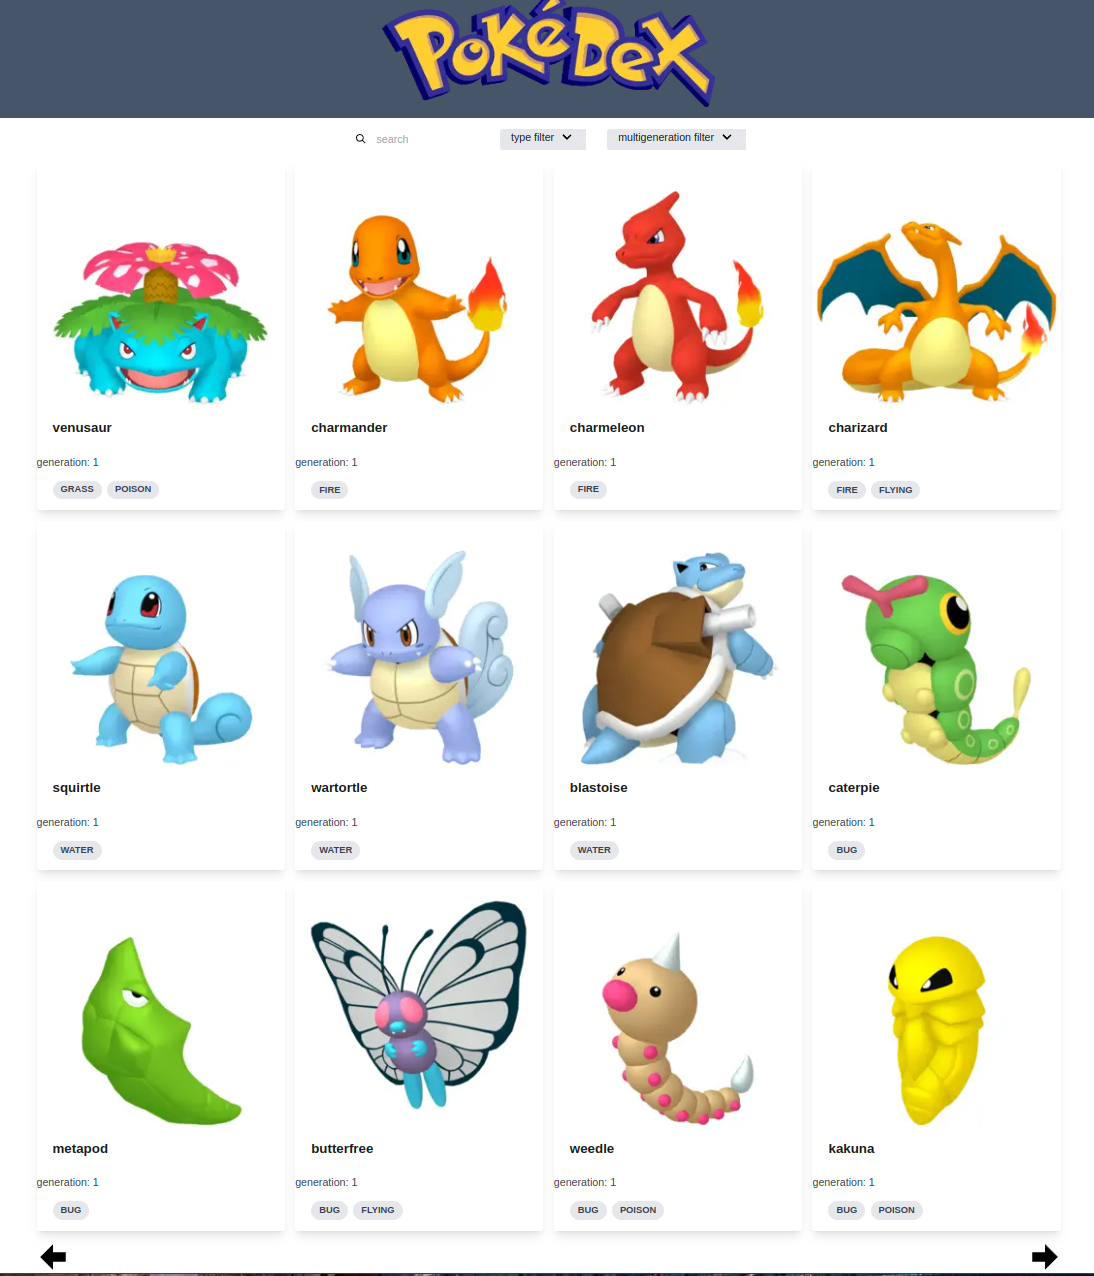 POKéDEX
search
type filter
multigeneration filter
venusaur
charmander
charmeleon
charizard
generation: 1
generation: 1
generation: 1
generation: 1
GRASS POISON
FIRE
FIRE
FIRE FLYING
squirtle
wartortle
blastoise
caterpie
generation: 1
generation: 1
generation: 1
generation: 1
WATER
WATER
WATER
BUG
metapod
butterfree
weedle
kakuna
generation: 1
generation: 1
generation: 1
generation: 1
BUG
BUG FLYING
BUG POISON
BUG POISON